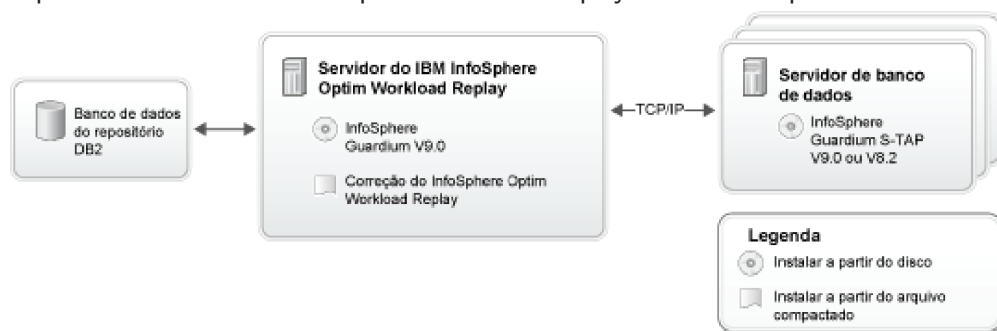 Banco de dados
do repositório
DB2
Servidor do IBM InfoSphere
Optim Workload Replay
InfoSphere
Guardium V9.0
Correção do InfoSphere Optim
Workload Replay
TCP/IP
Servidor de banco
de dados
InfoSphere
Guardium S-TAP
V9.0 ou V8.2
Legenda
Instalar a partir do disco
Instalar a partir do arquivo
compactado